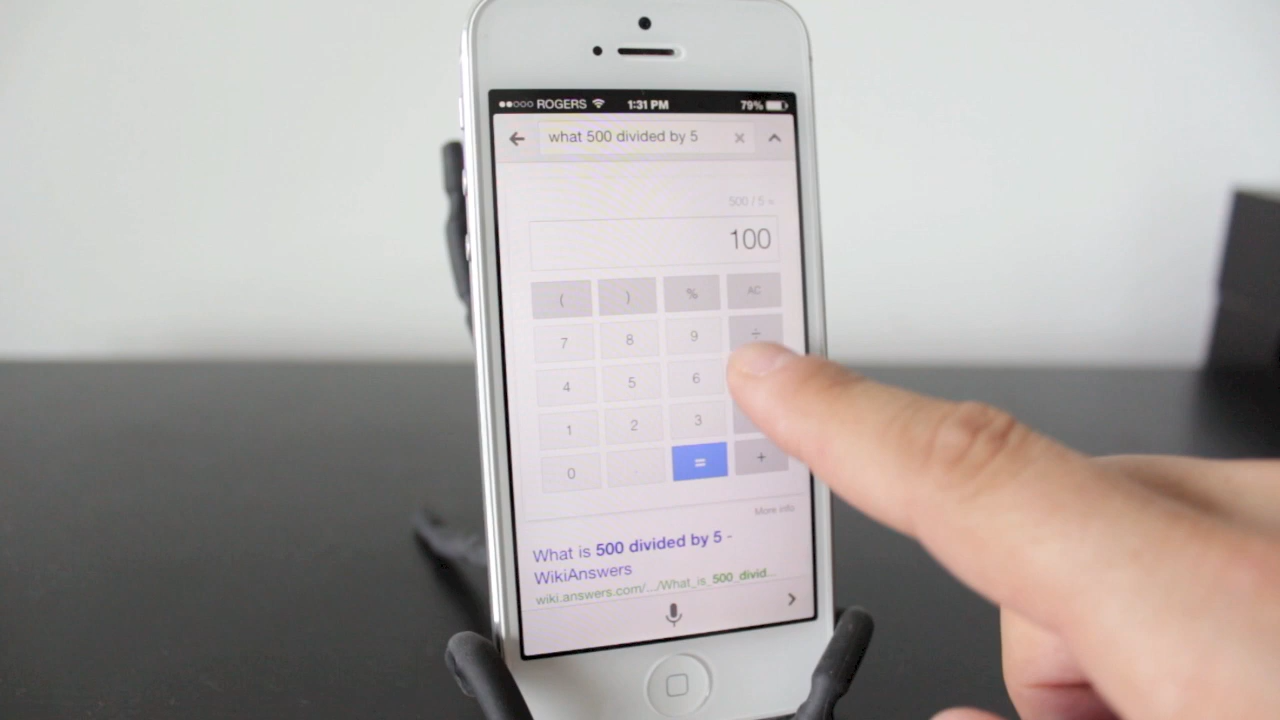 ROGERS 1:31 PM 79%
what 500 divided by 5
500 / 5 =
100
( ) % AC
7 8 9 ÷
4 5 6
1 2 3
0 . = +
More info
What is 500 divided by 5 -
WikiAnswers
wiki.answers.com/.../What_is_500_divid...